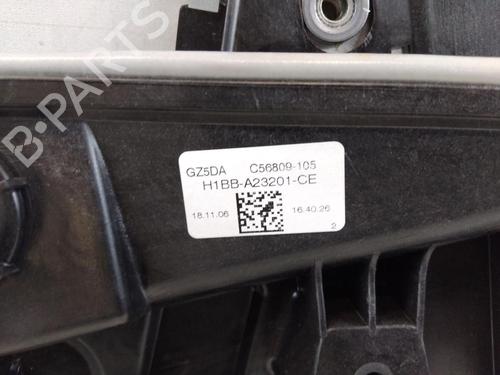 B-PARTS
GZ5DA C56809-105
H1BB-A23201-CE
18.11.06 16.40.26
2